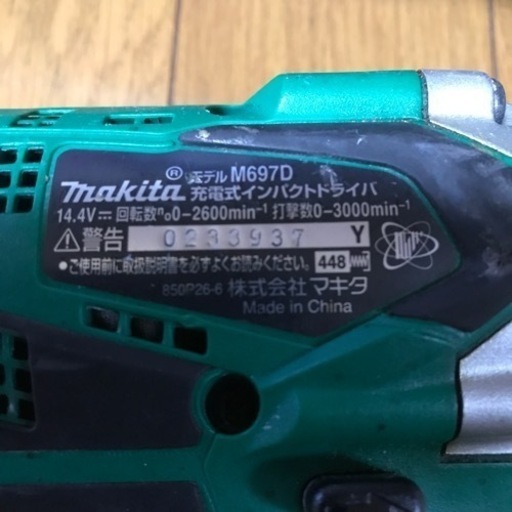 makita® モデル M697D
充電式インパクトドライバ
14.4V⎓ 回転数n₀0-2600min⁻¹ 打撃数0-3000min⁻¹
⚠警告 0233937 Y
●ご使用前に取扱説明書を必ずよくお読みください。 448
850P26-6 株式会社 マキタ
Made in China